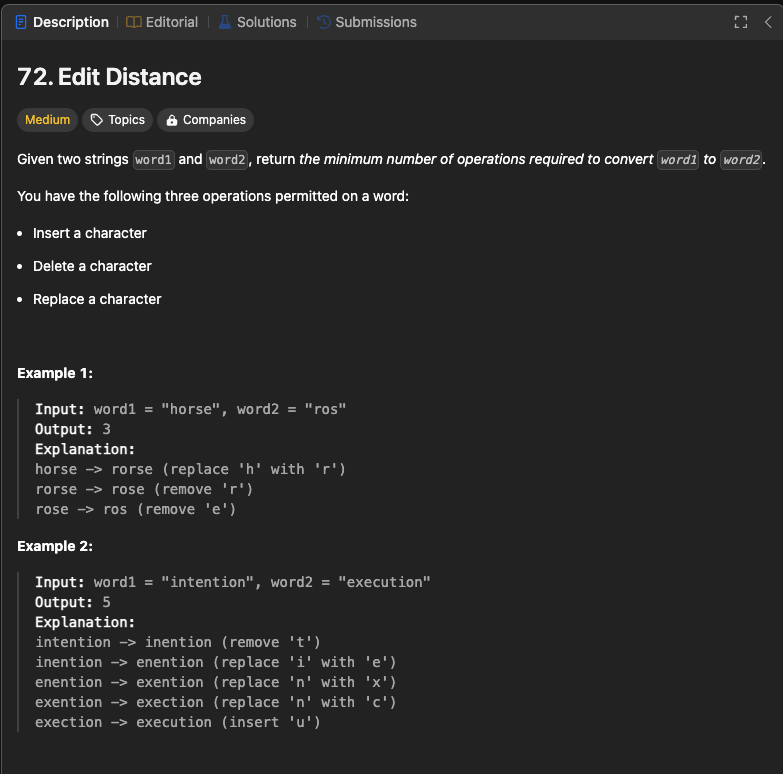 Description | Editorial | Solutions | Submissions
72. Edit Distance
Medium Topics Companies
Given two strings word1 and word2, return the minimum number of operations required to convert word1 to word2.
You have the following three operations permitted on a word:
• Insert a character
• Delete a character
• Replace a character
Example 1:
Input: word1 = "horse", word2 = "ros"
Output: 3
Explanation:
horse -> rorse (replace 'h' with 'r')
rorse -> rose (remove 'r')
rose -> ros (remove 'e')
Example 2:
Input: word1 = "intention", word2 = "execution"
Output: 5
Explanation:
intention -> inention (remove 't')
inention -> enention (replace 'i' with 'e')
enention -> exention (replace 'n' with 'x')
exention -> exection (replace 'n' with 'c')
exection -> execution (insert 'u')